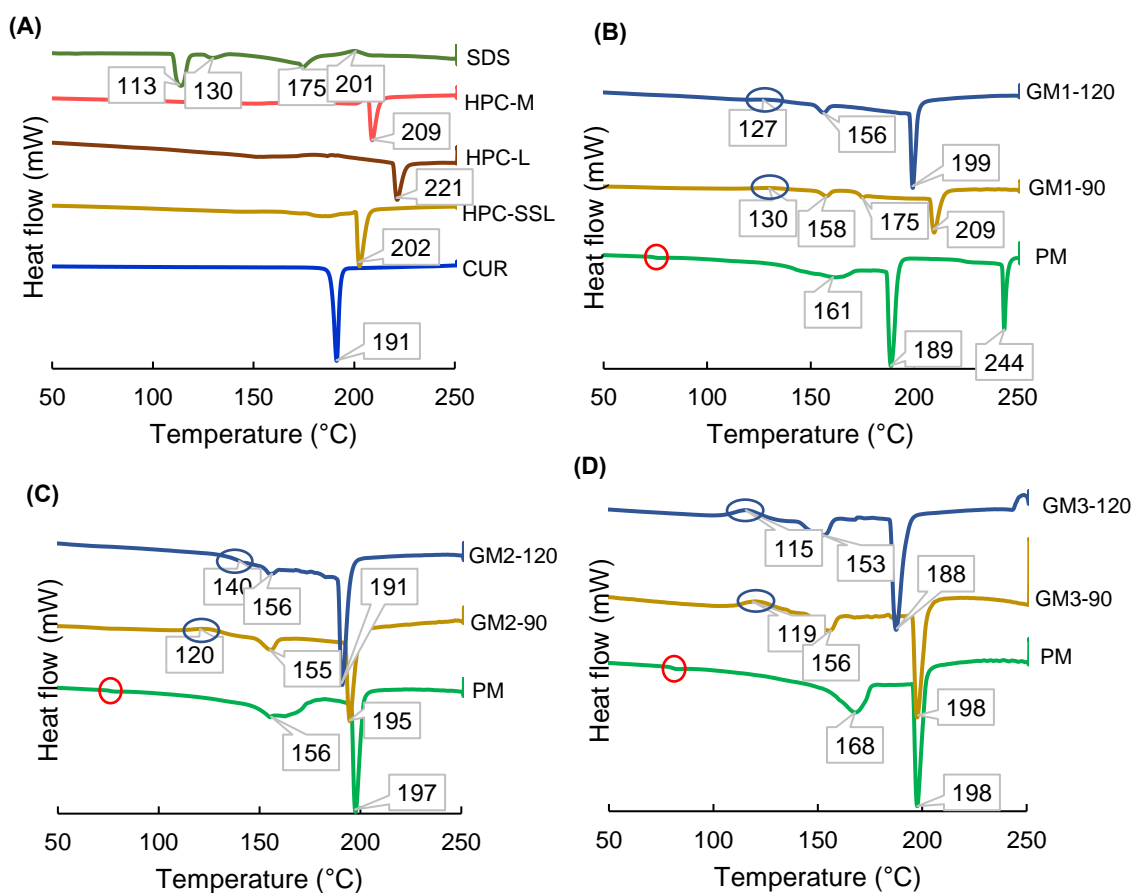 (A)
SDS
113
130
175
201
HPC-M
209
HPC-L
221
HPC-SSL
202
CUR
191
Heat flow (mW)
50 100 150 200 250
Temperature (°C)
(B)
GM1-120
127
156
199
GM1-90
130
158
175
209
PM
161
189
244
Heat flow (mW)
50 100 150 200 250
Temperature (°C)
(C)
GM2-120
140
156
191
GM2-90
120
155
195
PM
156
197
Heat flow (mW)
50 100 150 200 250
Temperature (°C)
(D)
GM3-120
115
153
188
GM3-90
119
156
198
PM
168
198
Heat flow (mW)
50 100 150 200 250
Temperature (°C)